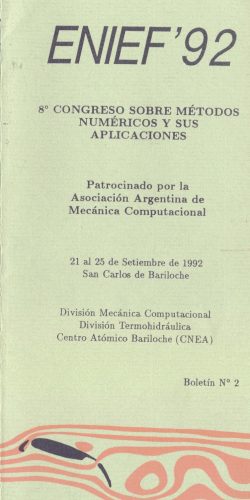 ENIEF'92
8° CONGRESO SOBRE MÉTODOS
NUMÉRICOS Y SUS
APLICACIONES
Patrocinado por la
Asociación Argentina de
Mecánica Computacional
21 al 25 de Setiembre de 1992
San Carlos de Bariloche
División Mecánica Computacional
División Termohidráulica
Centro Atómico Bariloche (CNEA)
Boletín N° 2